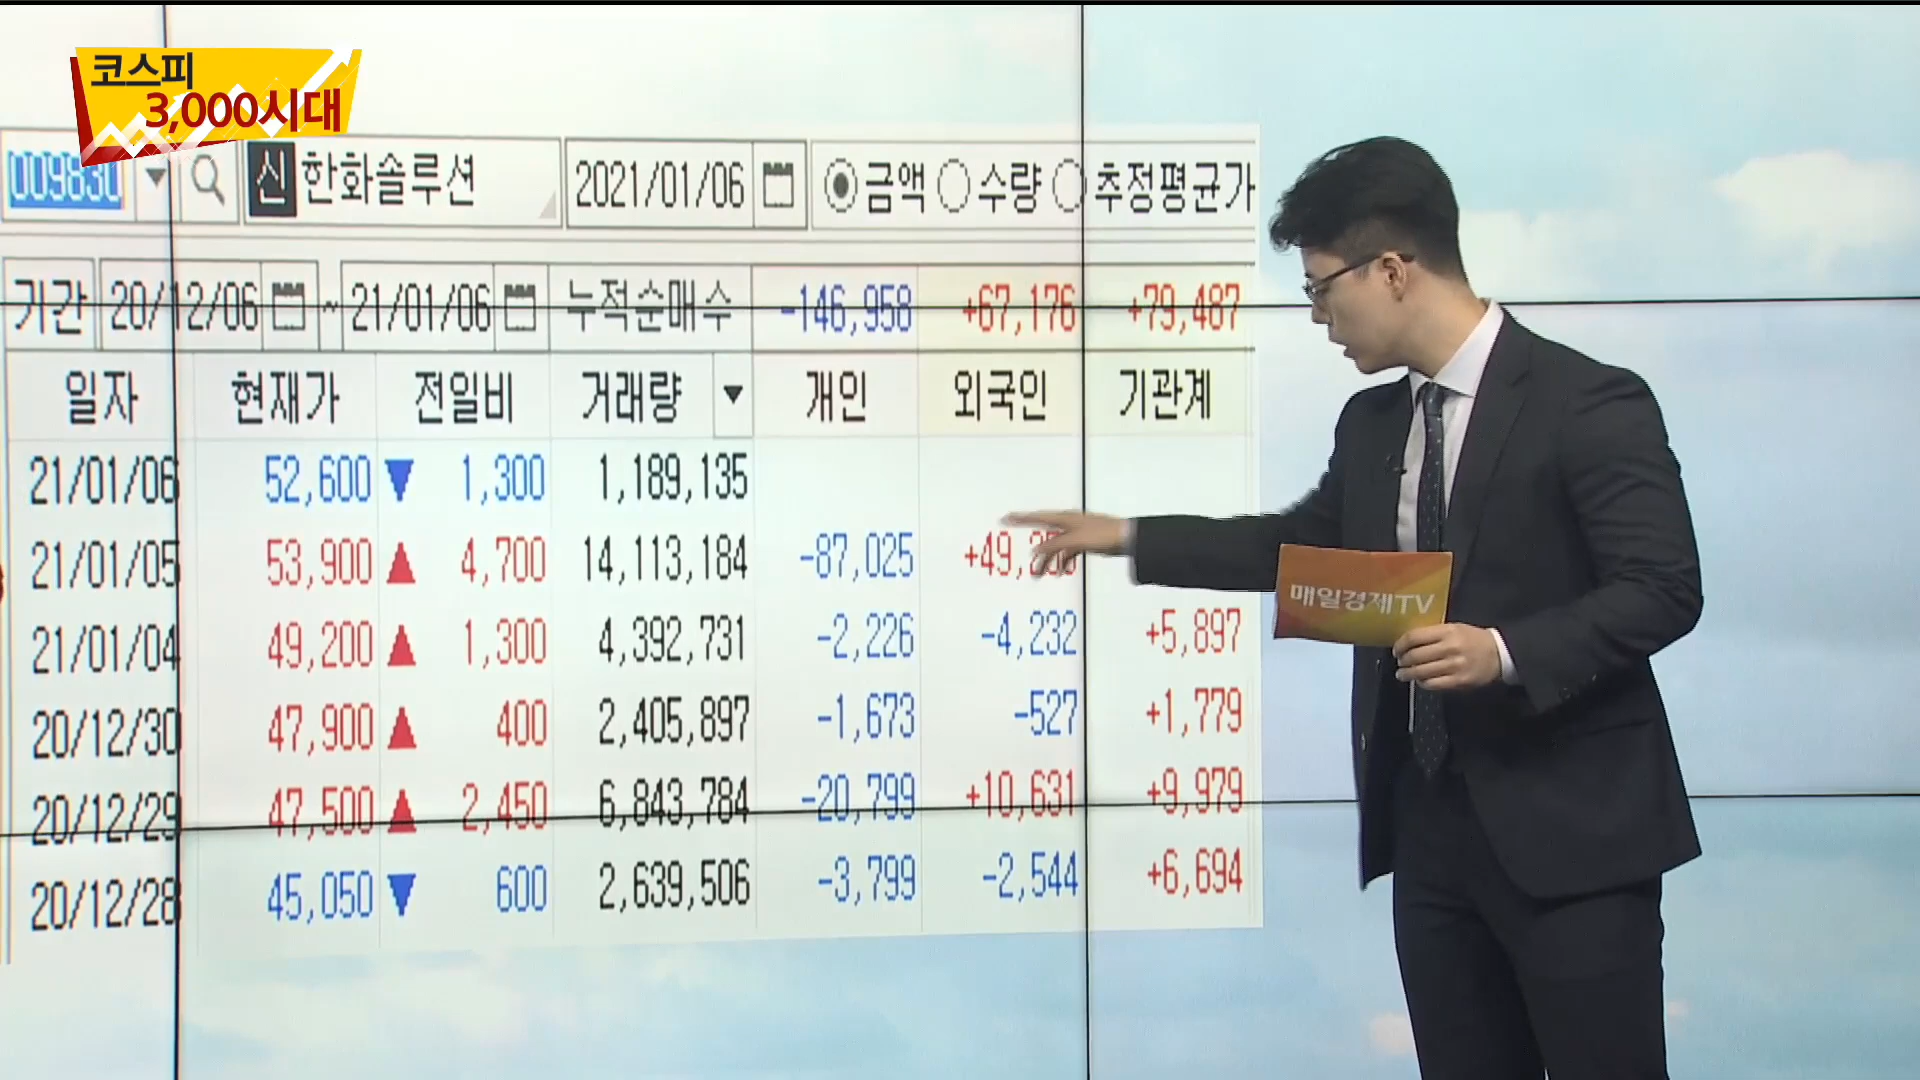 코스피
3,000시대
009830 신 한화솔루션 2021/01/06 금액 수량 추정평균가
기간 20/12/06 ~ 21/01/06 누적순매수 -146,958 +67,176 +79,487
일자 현재가 전일비 거래량 개인 외국인 기관계
21/01/06 52,600 ▼ 1,300 1,189,135
21/01/05 53,900 ▲ 4,700 14,113,184 -87,025
21/01/04 49,200 ▲ 1,300 4,392,731 -2,226 -4,232 +5,897
20/12/30 47,900 ▲ 400 2,405,897 -1,673 -527 +1,779
20/12/29 47,500 ▲ 2,450 6,843,784 -20,799 +10,631 +9,979
20/12/28 45,050 ▼ 600 2,639,506 -3,799 -2,544 +6,694
매일경제TV